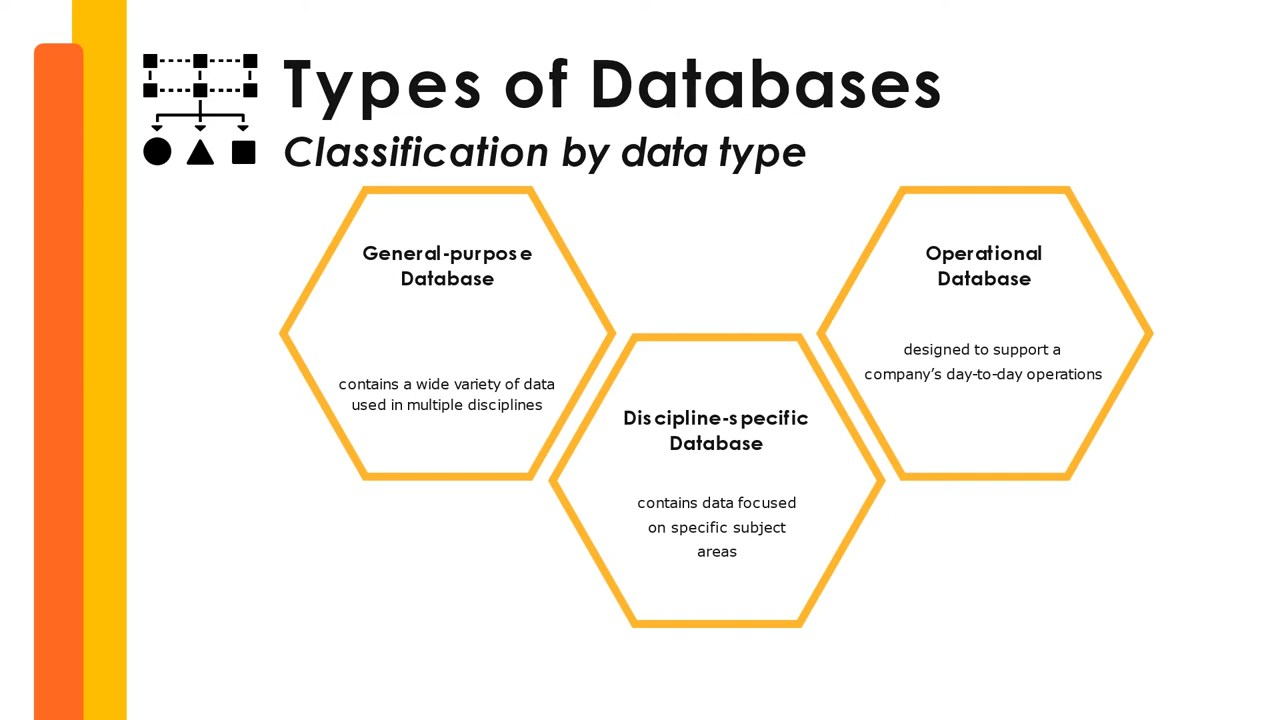 Types of Databases
Classification by data type
General-purpose
Database
contains a wide variety of data
used in multiple disciplines
Discipline-specific
Database
contains data focused
on specific subject
areas
Operational
Database
designed to support a
company’s day-to-day operations